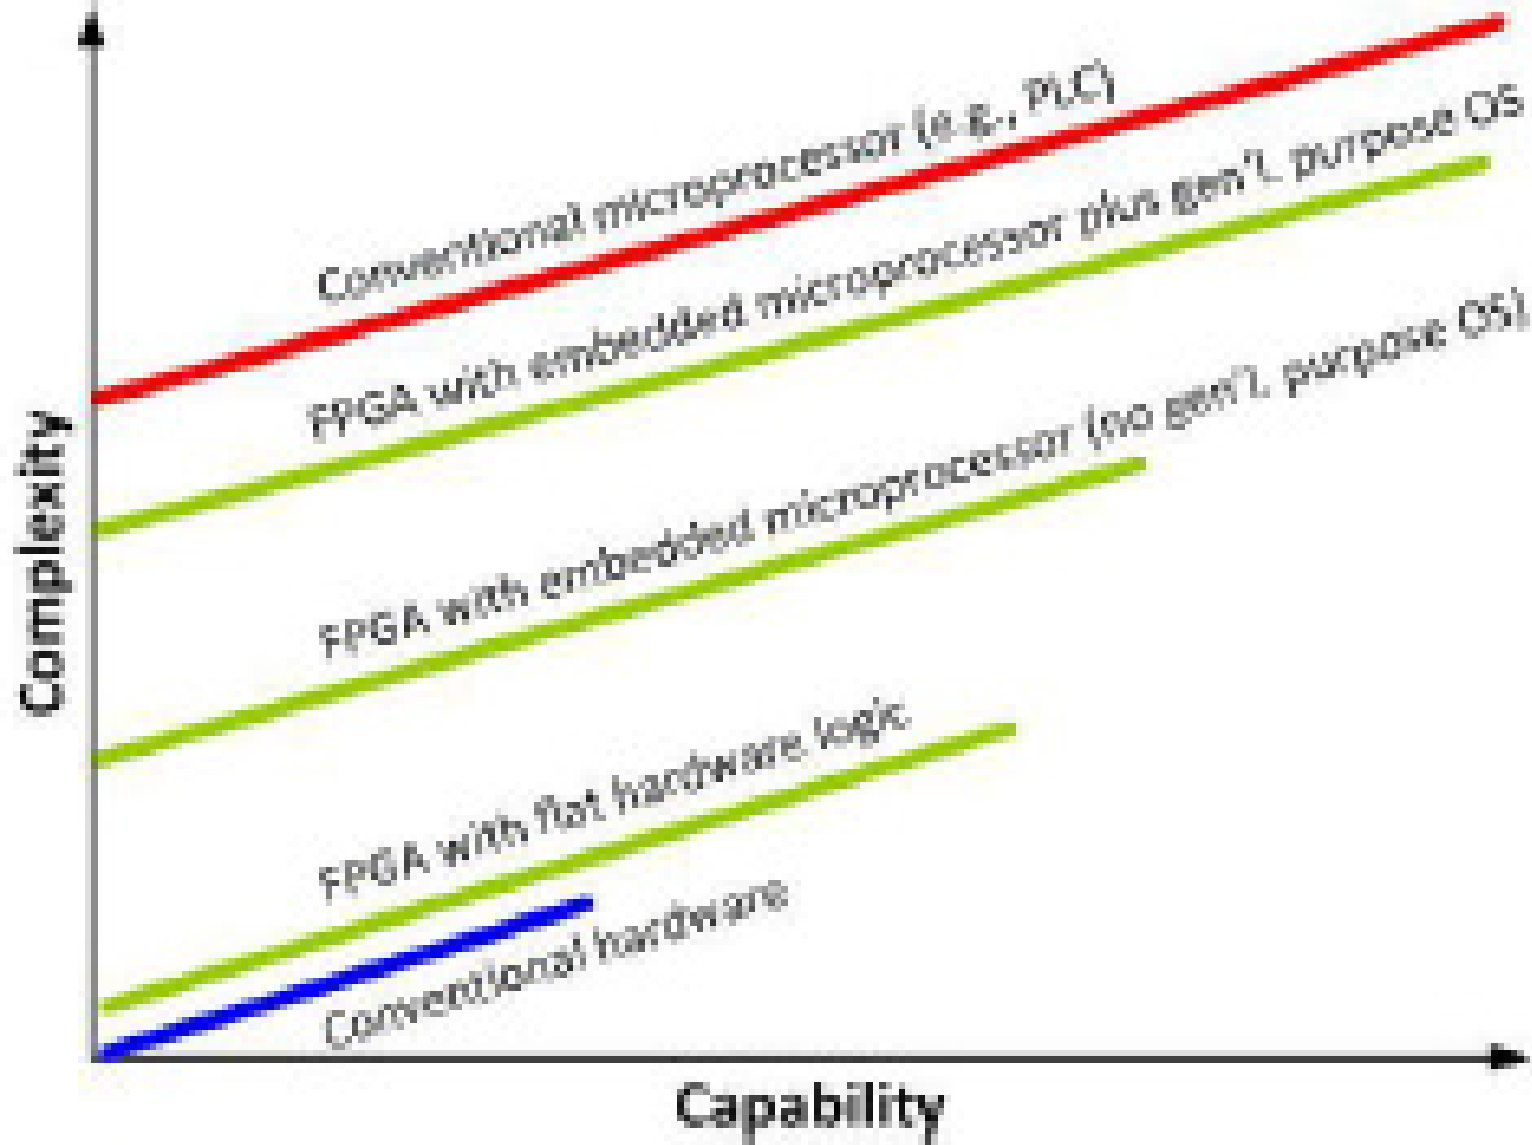 Conventional microprocessor (e.g., PLC)
FPGA with embedded microprocessor plus gen'l. purpose OS
FPGA with embedded microprocessor (no gen'l. purpose OS)
FPGA with flat hardware logic
Conventional hardware
Complexity
Capability